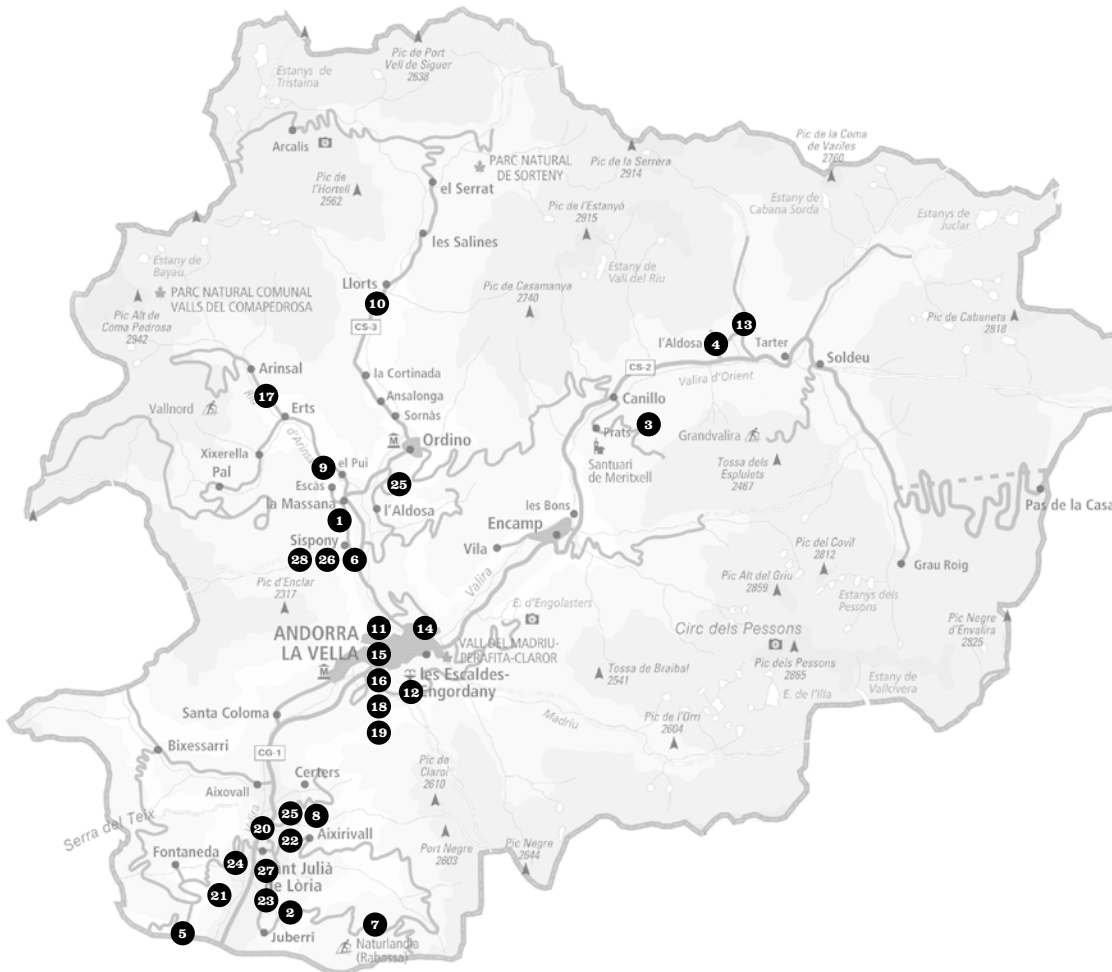 Pic de Port
Vell de Siguer
2638
Estanys de
Tristaina
Arcalís
PARC NATURAL
DE SORTENY
Pic de la Serrera
2914
Pic de la Coma
de Varilles
2760
Pic de
l'Hortell
2562
el Serrat
Pic de l'Estanyó
2915
Estany de
Cabana Sorda
Estanys de
Juclar
les Salines
Estany de
Bayau
Estany de
Vall del Riu
Llorts
10
PARC NATURAL COMUNAL
VALLS DEL COMAPEDROSA
Pic de Casamanya
2740
Pic Alt de
Coma Pedrosa
2942
CS-3
13
4
l'Aldosa
Tarter
Pic de Cabaneta
2818
Soldeu
Arinsal
la Cortinada
CS-2
Valira d'Orient
17
Vallnord
Erts
Ansalonga
Sornàs
Canillo
3
Prats
Grandvalira
Ordino
Santuari
de Meritxell
Tossa dels
Espluiets
2467
Xixerella
Pal
9
el Pui
Escàs
25
la Massana
l'Aldosa
1
les Bons
Encamp
Pas de la Casa
Sispony
28
26
6
Vila
Pic del Covil
2812
Grau Roig
Pic d'Enclar
2317
Valira
Pic Alt del Griu
2859
Estanys dels
Pessons
E. d'Engolasters
Pic Negre
d'Envalira
2825
11
14
ANDORRA
LA VELLA
15
VALL DEL MADRIU-
PERAFITA-CLAROR
Circ dels Pessons
Tossa de Braibal
2541
Pic dels Pessons
2865
16
les Escaldes-
Engordany
12
Estany de
Vallcivera
E. de l'Illa
18
Santa Coloma
Madriu
Pic de l'Orri
2604
19
Bixessarri
CG-1
Pic de
Claror
2610
Certers
Aixovall
Serra del Teix
25
8
20
22
Aixirivall
Port Negre
2603
Pic Negre
2644
Fontaneda
24
27
Sant Julià
de Lòria
21
23
2
7
5
Juberri
Naturlandia
(Rabassa)